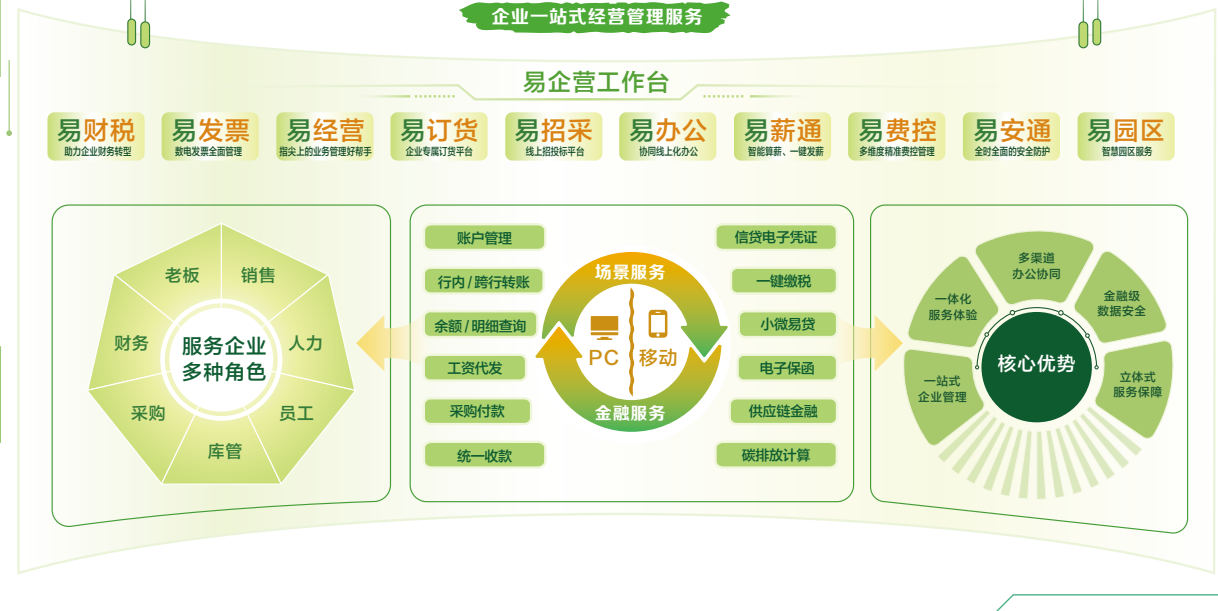 企业一站式经营管理服务
易企营工作台
易财税
助力企业财务转型
易发票
数电发票全面管理
易经营
指尖上的业务管理好帮手
易订货
企业专属订货平台
易招采
线上招投标平台
易办公
协同线上化办公
易薪通
智能算薪、一键发薪
易费控
多维度精准费控管理
易安通
全时全面的安全防护
易园区
智慧园区服务
老板
销售
财务
人力
服务企业
多种角色
采购
员工
库管
账户管理
行内/跨行转账
余额/明细查询
工资代发
采购付款
统一收款
场景服务
PC
移动
金融服务
信贷电子凭证
一键缴税
小微易贷
电子保函
供应链金融
碳排放计算
多渠道
办公协同
一体化
服务体验
金融级
数据安全
核心优势
一站式
企业管理
立体式
服务保障